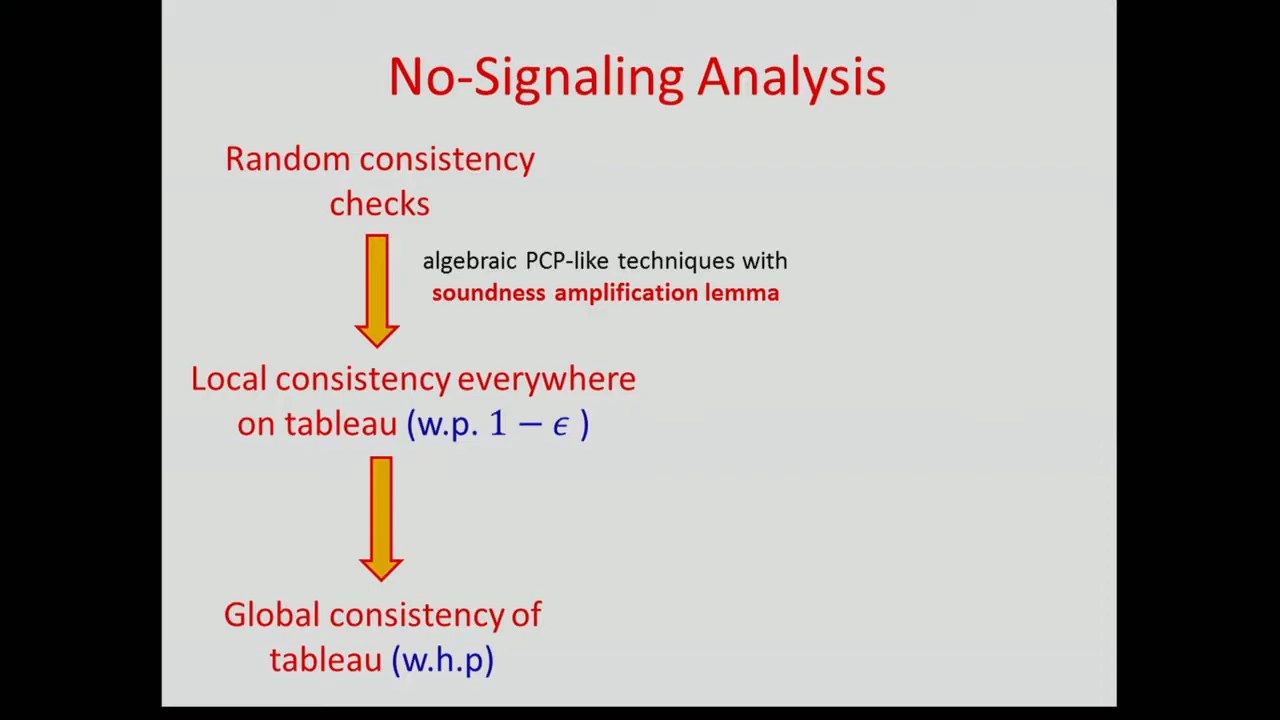 No-Signaling Analysis
Random consistency
checks
algebraic PCP-like techniques with
soundness amplification lemma
Local consistency everywhere
on tableau (w.p. 1 − ϵ )
Global consistency of
tableau (w.h.p)